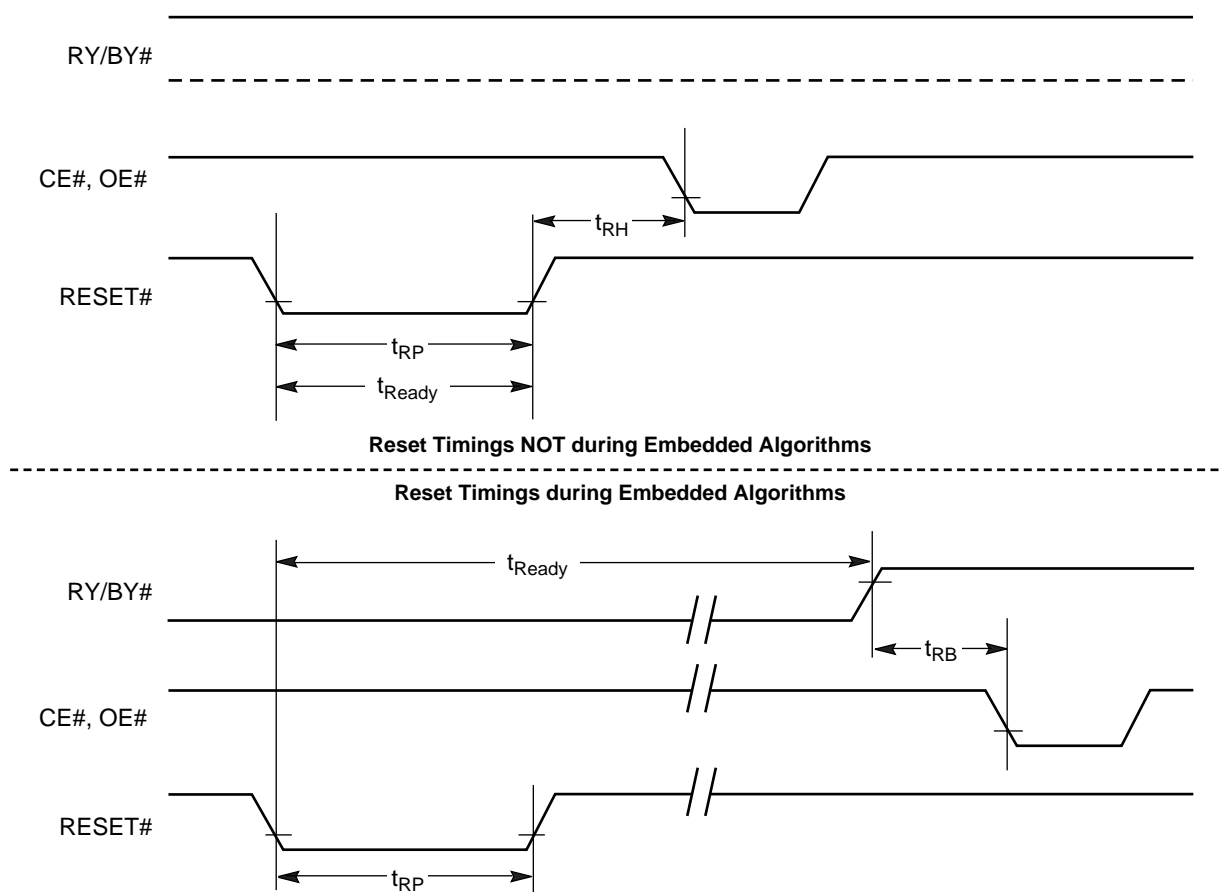 RY/BY#
CE#, OE#
tRH
RESET#
tRP
tReady
Reset Timings NOT during Embedded Algorithms
Reset Timings during Embedded Algorithms
tReady
RY/BY#
tRB
CE#, OE#
RESET#
tRP